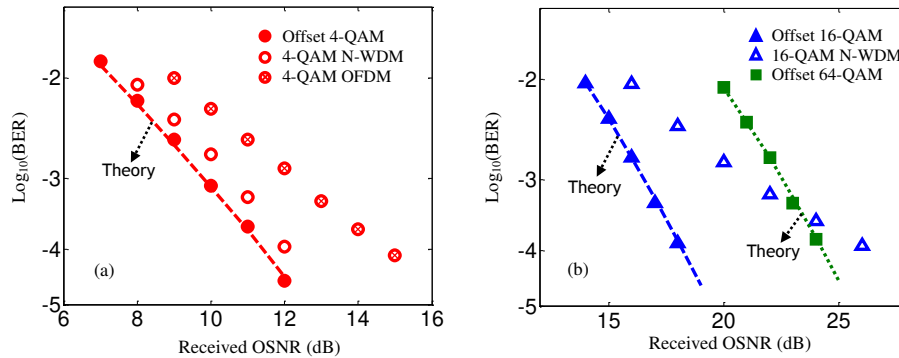 Offset 4-QAM
4-QAM N-WDM
4-QAM OFDM
Log10(BER)
-2
-3
-4
-5
Theory
(a)
6 8 10 12 14 16
Received OSNR (dB)
Offset 16-QAM
16-QAM N-WDM
Offset 64-QAM
Log10(BER)
-2
-3
-4
-5
Theory
Theory
(b)
15 20 25
Received OSNR (dB)